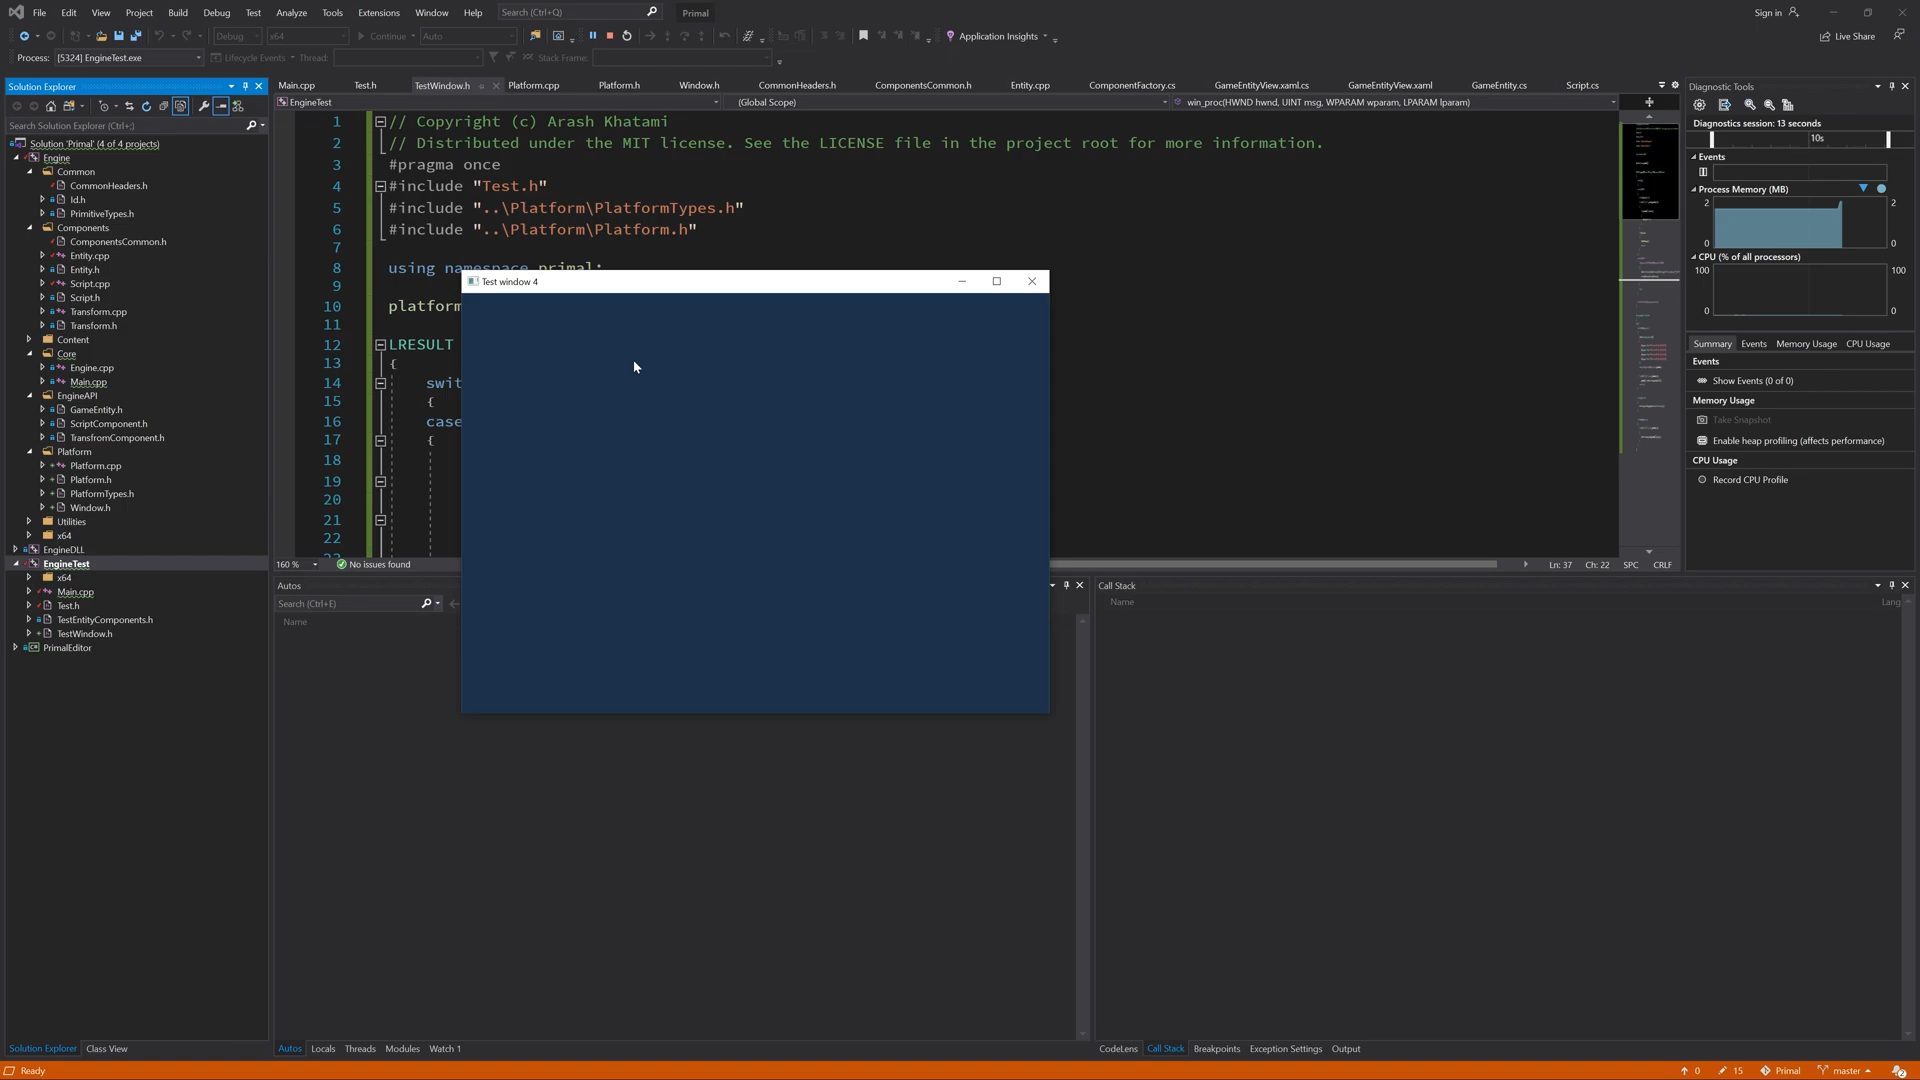 File Edit View Project Build Debug Test Analyze Tools Extensions Window Help Search (Ctrl+Q) Primal Sign in
Debug x64 Continue Auto Application Insights Live Share
Process: [5324] EngineTest.exe Lifecycle Events Thread: Stack Frame:
Solution Explorer
Search Solution Explorer (Ctrl+;)
Solution 'Primal' (4 of 4 projects)
Engine
Common
CommonHeaders.h
Id.h
PrimitiveTypes.h
Components
ComponentsCommon.h
Entity.cpp
Entity.h
Script.cpp
Script.h
Transform.cpp
Transform.h
Content
Core
Engine.cpp
Main.cpp
EngineAPI
GameEntity.h
ScriptComponent.h
TransfromComponent.h
Platform
Platform.cpp
Platform.h
PlatformTypes.h
Window.h
Utilities
x64
EngineDLL
EngineTest
x64
Main.cpp
Test.h
TestEntityComponents.h
TestWindow.h
PrimalEditor
Solution Explorer Class View
Main.cpp Test.h TestWindow.h Platform.cpp Platform.h Window.h CommonHeaders.h ComponentsCommon.h Entity.cpp ComponentFactory.cs GameEntityView.xaml.cs GameEntityView.xaml GameEntity.cs Script.cs
EngineTest (Global Scope) win_proc(HWND hwnd, UINT msg, WPARAM wparam, LPARAM lparam)
1 // Copyright (c) Arash Khatami
2 // Distributed under the MIT license. See the LICENSE file in the project root for more information.
3 #pragma once
4 #include "Test.h"
5 #include "..\Platform\PlatformTypes.h"
6 #include "..\Platform\Platform.h"
7
8 using namespace primal;
9
10 platform
11
12 LRESULT
13 {
14 swit
15 {
16 case
17 {
18
19
20
21
22
23
Test window 4
160 % No issues found Ln: 37 Ch: 22 SPC CRLF
Autos
Search (Ctrl+E)
Name
Autos Locals Threads Modules Watch 1
Call Stack
Name Lang
CodeLens Call Stack Breakpoints Exception Settings Output
Diagnostic Tools
Diagnostics session: 13 seconds
10s
Events
Process Memory (MB)
2 2
0 0
CPU (% of all processors)
100 100
0 0
Summary Events Memory Usage CPU Usage
Events
Show Events (0 of 0)
Memory Usage
Take Snapshot
Enable heap profiling (affects performance)
CPU Usage
Record CPU Profile
Ready 0 15 Primal master 2